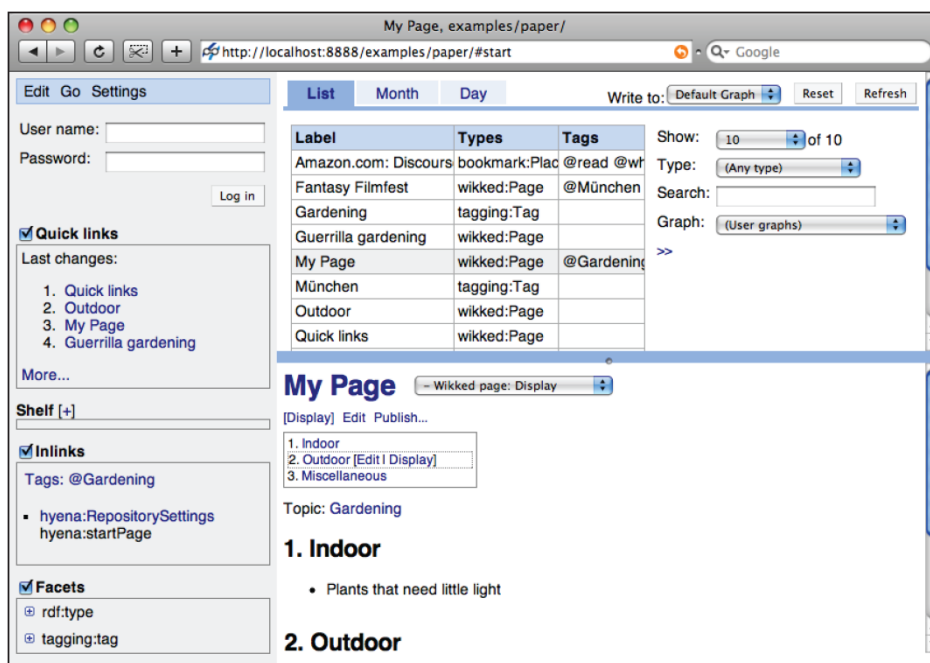 My Page, examples/paper/
http://localhost:8888/examples/paper/#start
Google
Edit Go Settings
User name:
Password:
Log in
Quick links
Last changes:
1. Quick links
2. Outdoor
3. My Page
4. Guerrilla gardening
More...
Shelf [+]
Inlinks
Tags: @Gardening
hyena:RepositorySettings
hyena:startPage
Facets
rdf:type
tagging:tag
List Month Day
Write to: Default Graph Reset Refresh
Label Types Tags
Amazon.com: Discours bookmark:Plac @read @wh
Fantasy Filmfest wikked:Page @München
Gardening tagging:Tag
Guerrilla gardening wikked:Page
My Page wikked:Page @Gardening
München tagging:Tag
Outdoor wikked:Page
Quick links wikked:Page
Show: 10 of 10
Type: (Any type)
Search:
Graph: (User graphs)
>>
My Page – Wikked page: Display
[Display] Edit Publish...
1. Indoor
2. Outdoor [Edit | Display]
3. Miscellaneous
Topic: Gardening
1. Indoor
• Plants that need little light
2. Outdoor